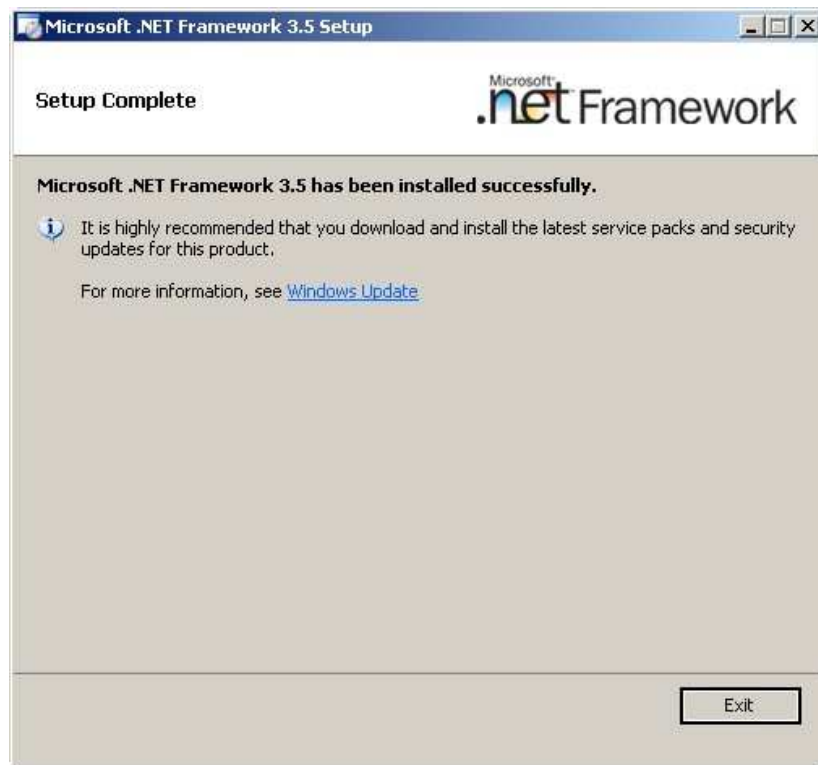 Microsoft .NET Framework 3.5 Setup
Setup Complete
Microsoft
.net Framework
Microsoft .NET Framework 3.5 has been installed successfully.
It is highly recommended that you download and install the latest service packs and security
updates for this product.
For more information, see Windows Update
Exit